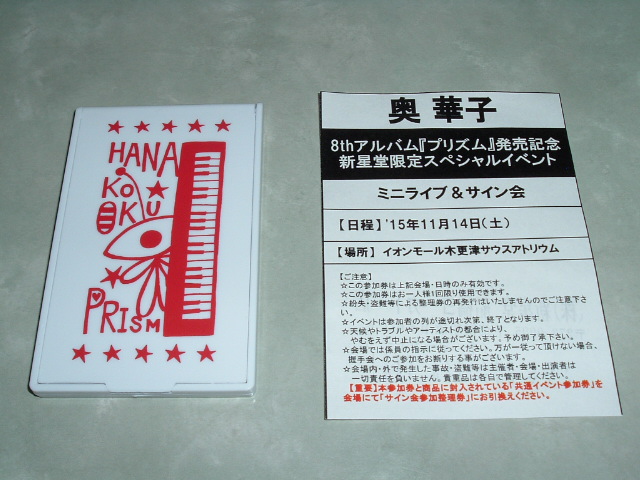 HANA
KO
OKU
PRISM
奥 華子
8thアルバム『プリズム』発売記念
新星堂限定スペシャルイベント
ミニライブ＆サイン会
【日程】'15年11月14日(土)
【場所】 イオンモール木更津サウスアトリウム
【ご注意】
☆この参加券は上記会場・日時のみ有効です。
☆この参加券はお一人様1回限り使用できます。
☆紛失・盗難等による整理券の再発行はいたしませんのでご注意下さい。
☆イベントは参加者の列が途切れ次第、終了となります。
☆天候やトラブルやアーティストの都合により、
やむをえず中止になる場合がございます。予め御了承下さい。
☆会場では係員の指示に従ってください。万が一従って頂けない場合、
握手会へのご参加をお断りする事がございます。
☆会場内・外で発生した事故・盗難等は主催者・会場・出演者は
一切責任を負いません。貴重品は各自で管理してください。
【重要】本参加券と商品に封入されている「共通イベント参加券」を
会場にて「サイン会参加整理券」にお引換えください。